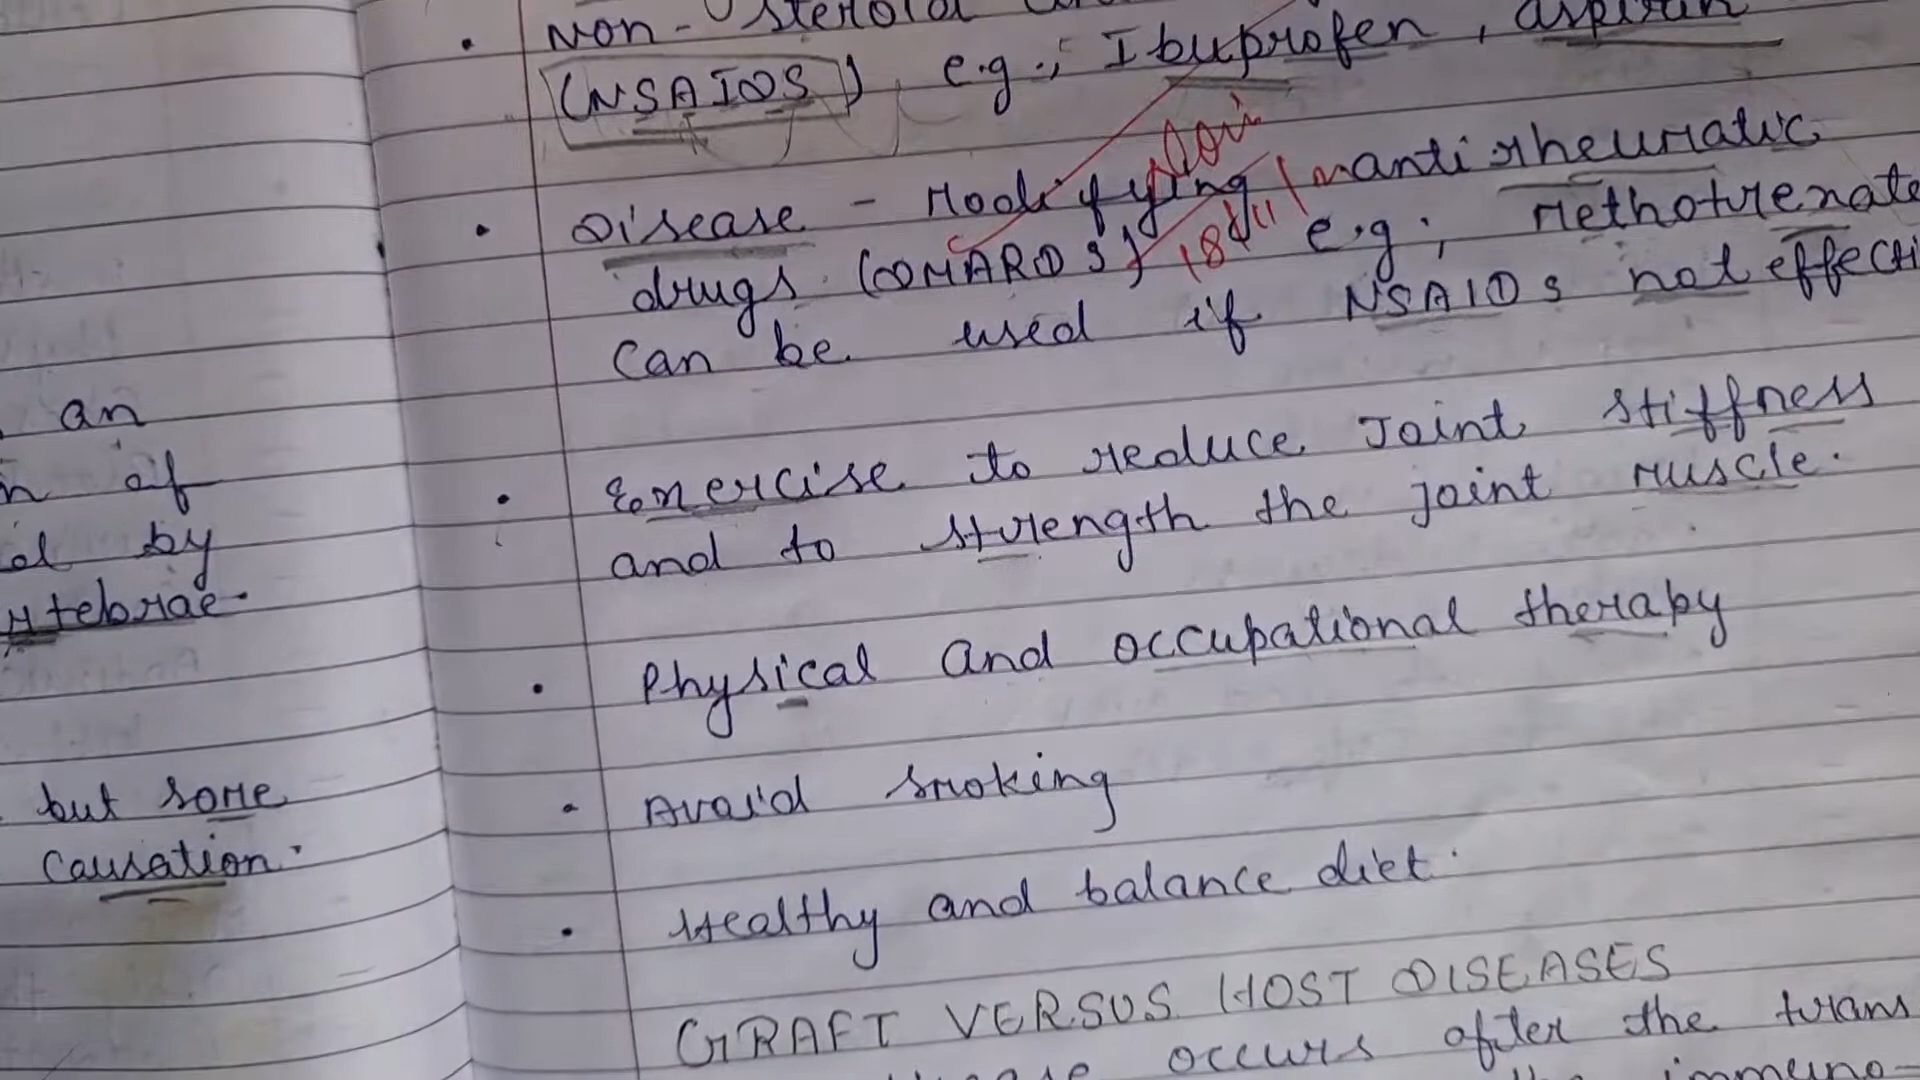 an
of
by
but some
causation.
Non-Steroid
(NSAIDS), e.g.; Ibuprofen, aspirin
Disease - Modifying anti rheumatic
drugs (DMARDS) e.g; Methotrexate
Can be used if NSAIDs not
Exercise to reduce Joint stiffness
and to strength the joint muscle.
Physical and occupational therapy
Avoid smoking
Healthy and balance diet.
GRAFT VERSUS HOST DISEASES
occurs after the